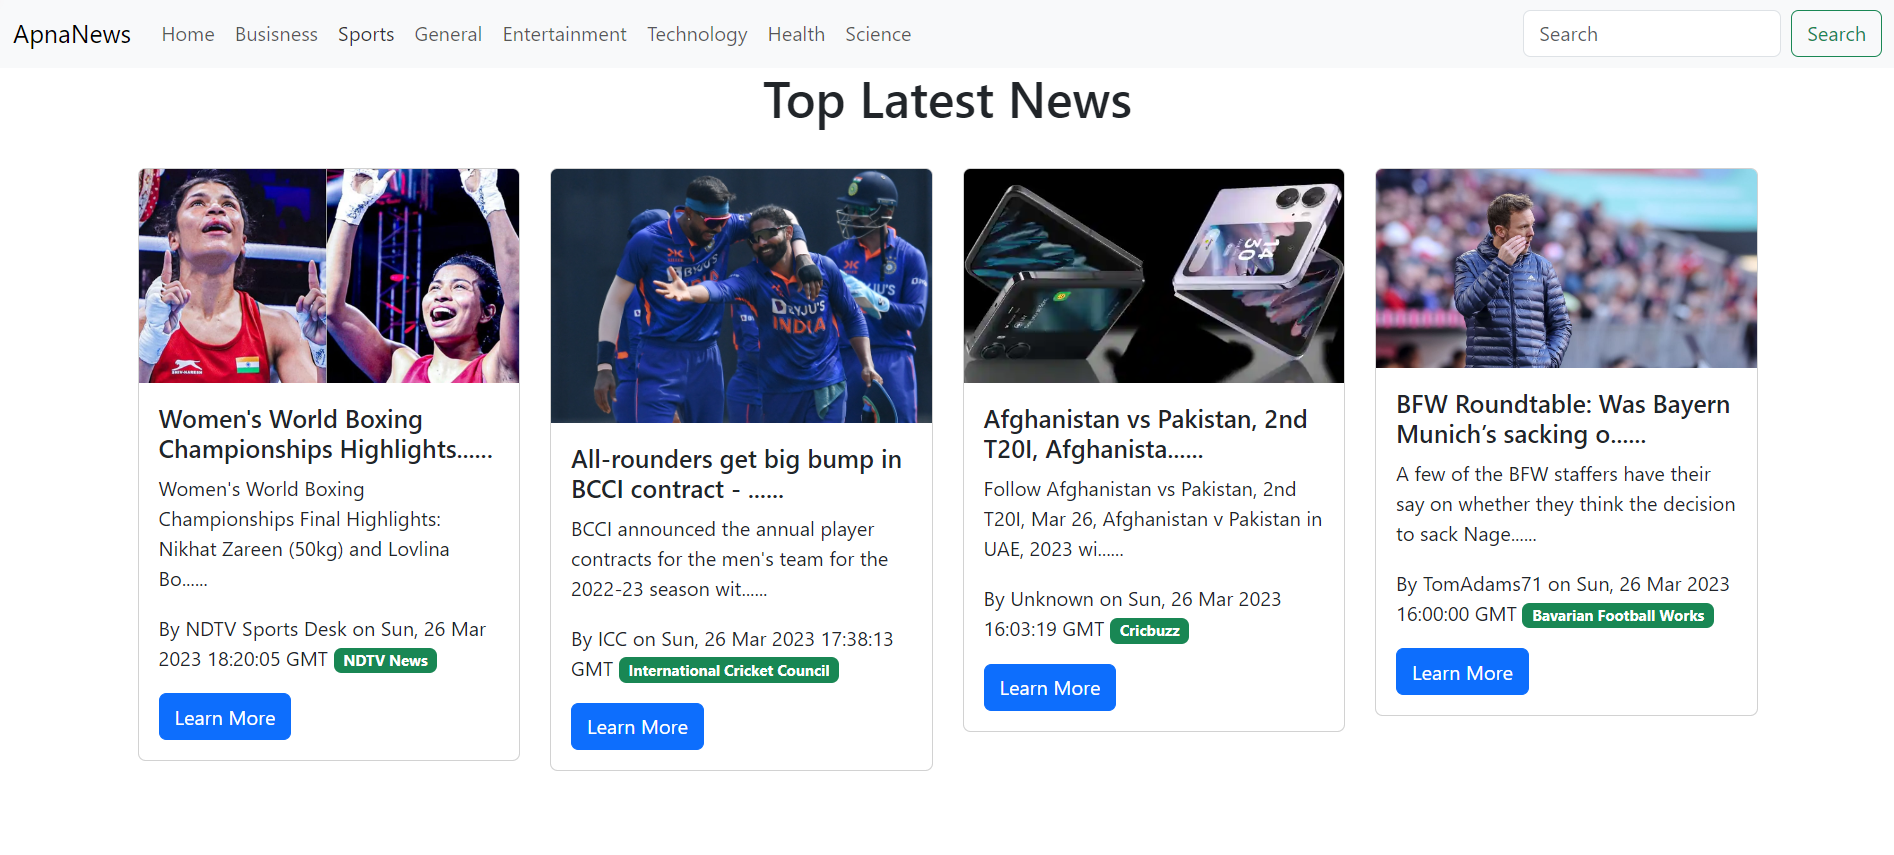 ApnaNews Home Busisness Sports General Entertainment Technology Health Science Search Search
Top Latest News
Women's World Boxing
Championships Highlights......
Women's World Boxing
Championships Final Highlights:
Nikhat Zareen (50kg) and Lovlina
Bo......
By NDTV Sports Desk on Sun, 26 Mar
2023 18:20:05 GMT NDTV News
Learn More
BYJU'S
INDIA
All-rounders get big bump in
BCCI contract - ......
BCCI announced the annual player
contracts for the men's team for the
2022-23 season wit......
By ICC on Sun, 26 Mar 2023 17:38:13
GMT International Cricket Council
Learn More
Afghanistan vs Pakistan, 2nd
T20I, Afghanista......
Follow Afghanistan vs Pakistan, 2nd
T20I, Mar 26, Afghanistan v Pakistan in
UAE, 2023 wi......
By Unknown on Sun, 26 Mar 2023
16:03:19 GMT Cricbuzz
Learn More
BFW Roundtable: Was Bayern
Munich’s sacking o......
A few of the BFW staffers have their
say on whether they think the decision
to sack Nage......
By TomAdams71 on Sun, 26 Mar 2023
16:00:00 GMT Bavarian Football Works
Learn More